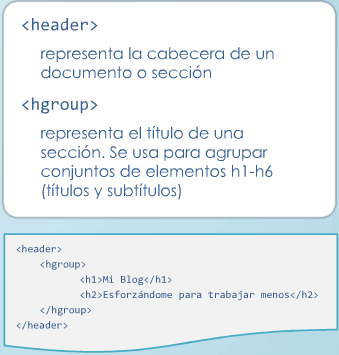 <header>
representa la cabecera de un
documento o sección
<hgroup>
representa el título de una
sección. Se usa para agrupar
conjuntos de elementos h1-h6
(títulos y subtítulos)
<header>
<hgroup>
<h1>Mi Blog</h1>
<h2>Esforzándome para trabajar menos</h2>
</hgroup>
</header>